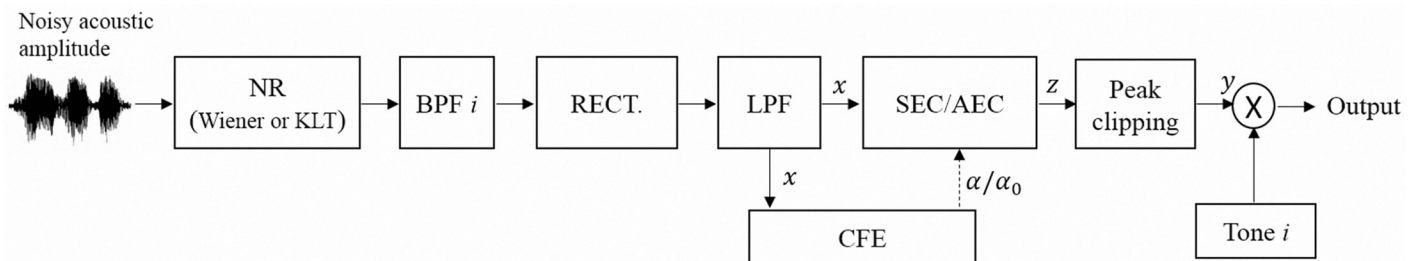 Noisy acoustic
amplitude
NR
(Wiener or KLT)
BPF i
RECT.
LPF
x
SEC/AEC
z
Peak
clipping
y
X
Output
x
α/α₀
CFE
Tone i